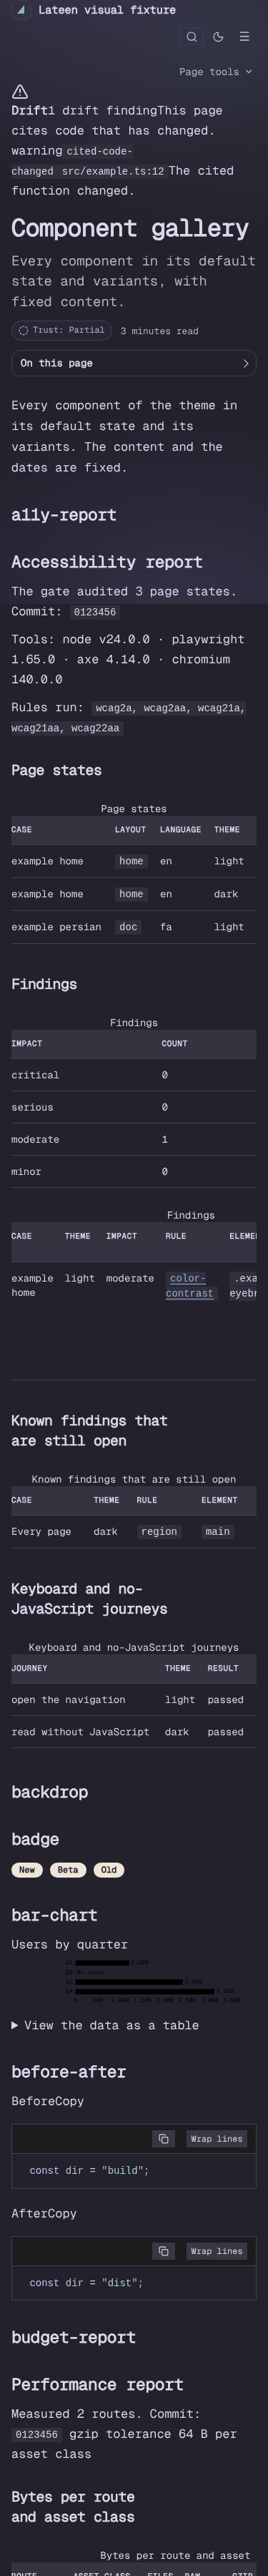 Lateen visual fixture
Page tools
Drift1 drift findingThis page
cites code that has changed.
warning cited-code-
changed src/example.ts:12 The cited
function changed.
Component gallery
Every component in its default
state and variants, with
fixed content.
Trust: Partial 3 minutes read
On this page
Every component of the theme in
its default state and its
variants. The content and the
dates are fixed.
a11y-report
Accessibility report
The gate audited 3 page states.
Commit: 0123456
Tools: node v24.0.0 · playwright
1.65.0 · axe 4.14.0 · chromium
140.0.0
Rules run: wcag2a, wcag2aa, wcag21a,
wcag21aa, wcag22aa
Page states
Page states
CASE LAYOUT LANGUAGE THEME
example home home en light
example home home en dark
example persian doc fa light
Findings
Findings
IMPACT COUNT
critical 0
serious 0
moderate 1
minor 0
Findings
CASE THEME IMPACT RULE ELEMEN
example light moderate color- .exa
home contrast eyebr
Known findings that
are still open
Known findings that are still open
CASE THEME RULE ELEMENT
Every page dark region main
Keyboard and no-
JavaScript journeys
Keyboard and no-JavaScript journeys
JOURNEY THEME RESULT
open the navigation light passed
read without JavaScript dark passed
backdrop
badge
New Beta Old
bar-chart
Users by quarter
View the data as a table
before-after
BeforeCopy
Wrap lines
const dir = "build";
AfterCopy
Wrap lines
const dir = "dist";
budget-report
Performance report
Measured 2 routes. Commit:
0123456 gzip tolerance 64 B per
asset class
Bytes per route
and asset class
Bytes per route and asset